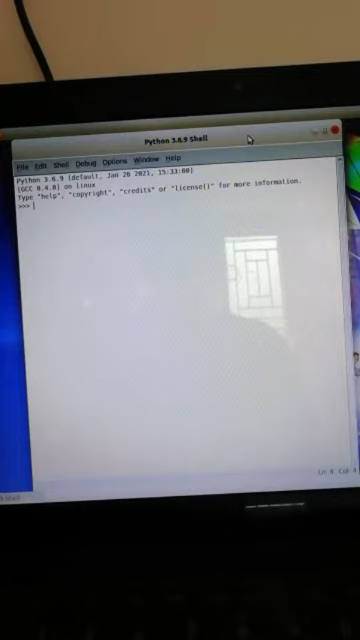 Python 3.6.9 Shell
File Edit Shell Debug Options Window Help
Python 3.6.9 (default, Jan 26 2021, 15:33:00)
[GCC 8.4.0] on linux
Type "help", "copyright", "credits" or "license()" for more information.
>>>
Ln: 4 Col: 4